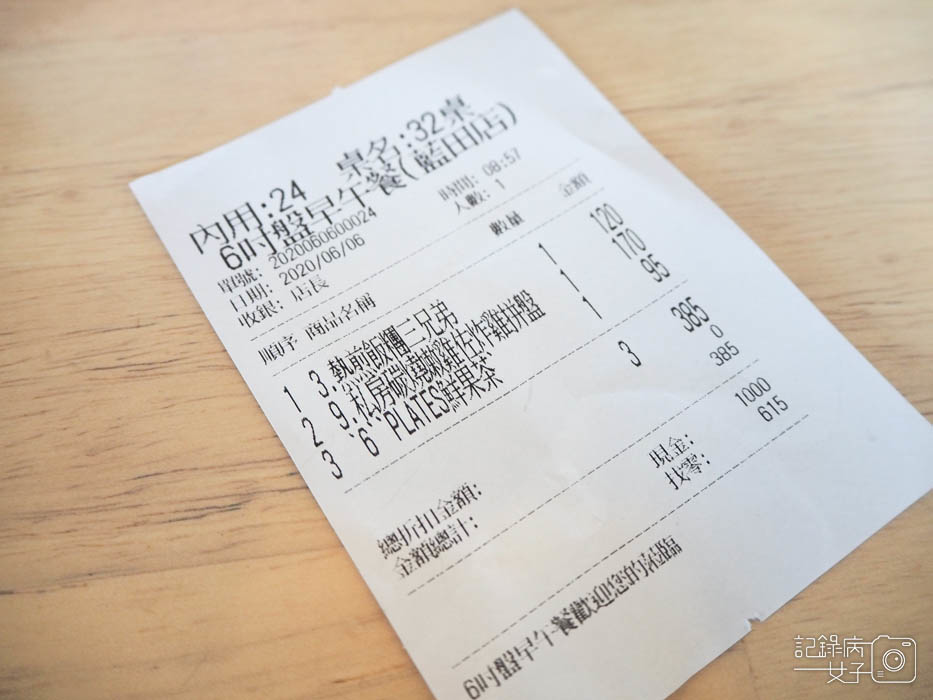 內用:24 桌名:32桌
6吋盤早午餐(藍田店)
單號: 2020060600024
日期: 2020/06/06 時間: 08:57
收銀: 店長 人數: 1
順序 商品名稱 數量 金額
1 3.熱煎飯糰三兄弟 1 120
2 9.私房碳燒嫩雞佐炸雞拼盤 1 170
3 6 PLATES鮮果茶 1 95
3 385
總折扣金額: 0
金額總計: 385
現金: 1000
找零: 615
6吋盤早午餐歡迎您的蒞臨
記錄病
女子